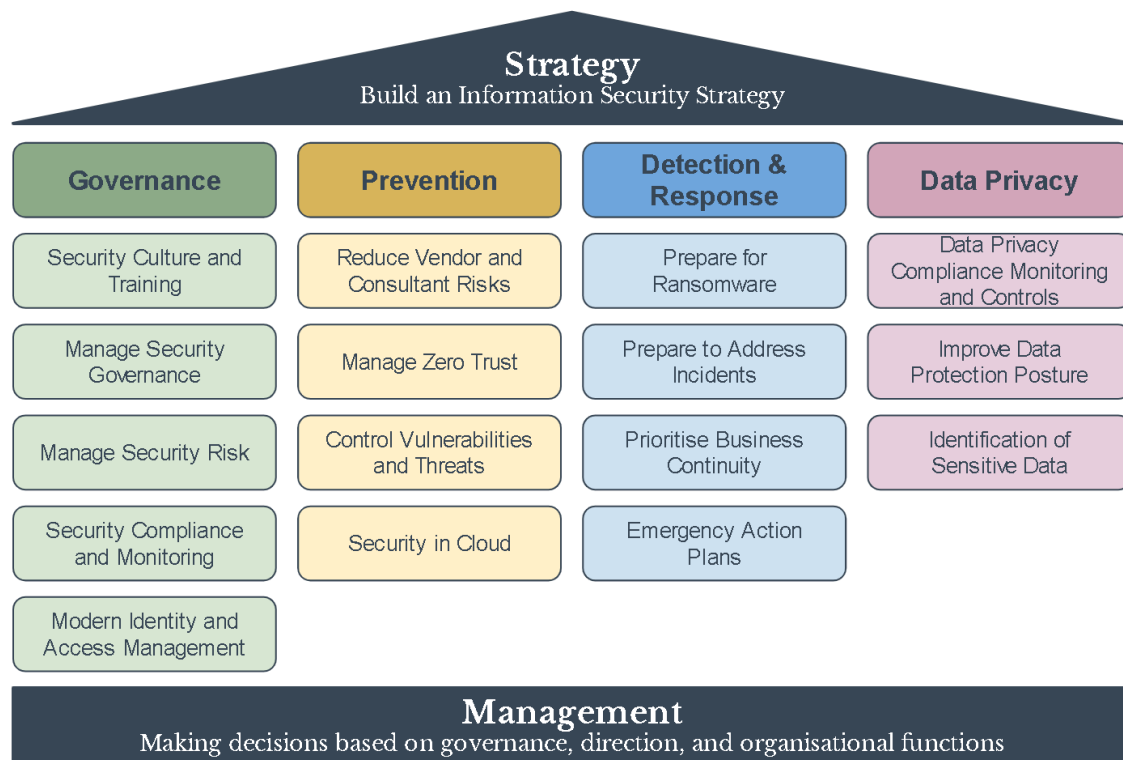 Strategy
Build an Information Security Strategy
Governance
Prevention
Detection &
Response
Data Privacy
Security Culture and
Training
Reduce Vendor and
Consultant Risks
Prepare for
Ransomware
Data Privacy
Compliance Monitoring
and Controls
Manage Security
Governance
Manage Zero Trust
Prepare to Address
Incidents
Improve Data
Protection Posture
Manage Security Risk
Control Vulnerabilities
and Threats
Prioritise Business
Continuity
Identification of
Sensitive Data
Security Compliance
and Monitoring
Security in Cloud
Emergency Action
Plans
Modern Identity and
Access Management
Management
Making decisions based on governance, direction, and organisational functions